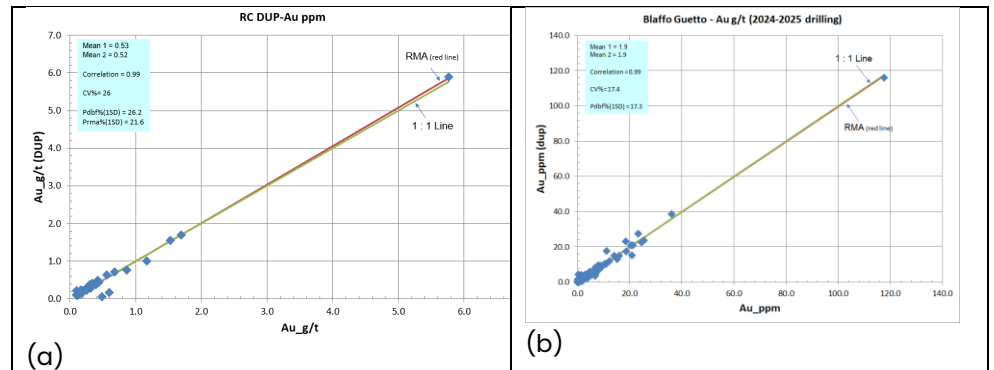 RC DUP-Au ppm
7.0
6.0
5.0
4.0
3.0
2.0
1.0
0.0
Au_g/t (DUP)
Mean 1 = 0.53
Mean 2 = 0.52
Correlation = 0.99
CV%= 26
Pdbf%(1SD) = 26.2
Prma%(1SD) = 21.6
RMA (red line)
1 : 1 Line
0.0 1.0 2.0 3.0 4.0 5.0 6.0
Au_g/t
(a)
Blaffo Guetto - Au g/t (2024-2025 drilling)
140.0
120.0
100.0
80.0
60.0
40.0
20.0
0.0
Au_ppm (dup)
Mean 1 = 1.9
Mean 2 = 1.9
Correlation =0.99
CV%=17.4
Pdbf%(1SD) =17.3
1 : 1 Line
RMA (red line)
0.0 20.0 40.0 60.0 80.0 100.0 120.0 140.0
Au_ppm
(b)